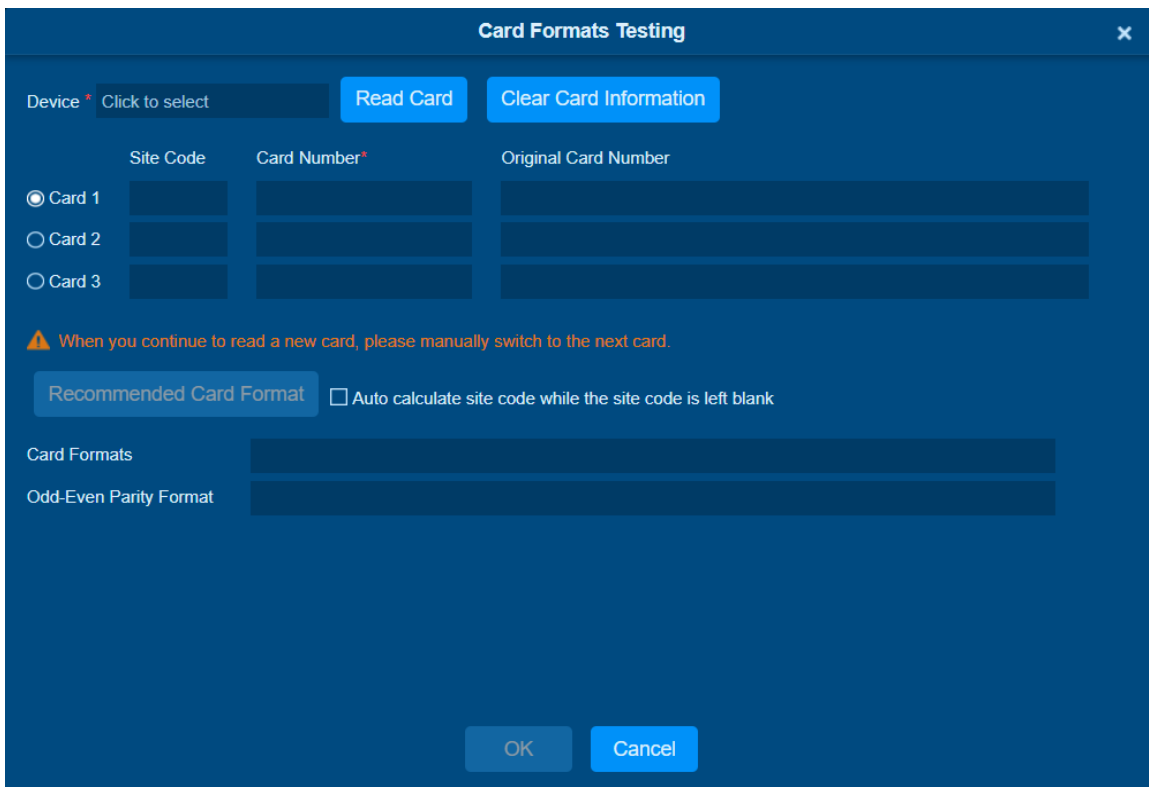 Card Formats Testing
Device * Click to select Read Card Clear Card Information
Site Code Card Number* Original Card Number
Card 1
Card 2
Card 3
When you continue to read a new card, please manually switch to the next card.
Recommended Card Format Auto calculate site code while the site code is left blank
Card Formats
Odd-Even Parity Format
OK Cancel